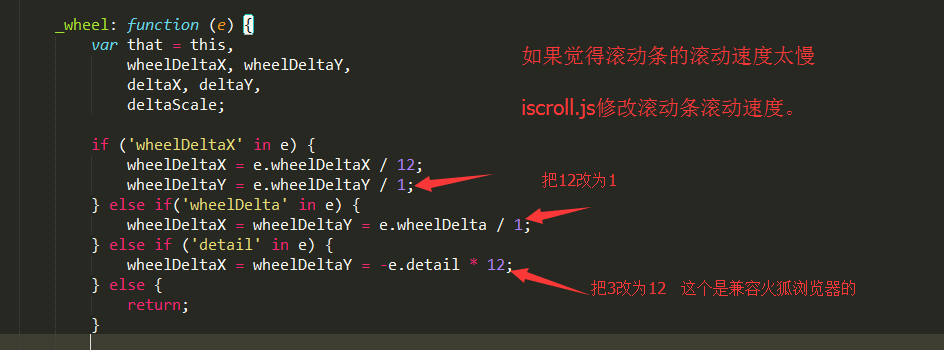 _wheel: function (e) {
var that = this,
wheelDeltaX, wheelDeltaY,
deltaX, deltaY,
deltaScale;
如果觉得滚动条的滚动速度太慢
iscroll.js修改滚动条滚动速度。
if ('wheelDeltaX' in e) {
wheelDeltaX = e.wheelDeltaX / 12;
wheelDeltaY = e.wheelDeltaY / 1;
把12改为1
} else if('wheelDelta' in e) {
wheelDeltaX = wheelDeltaY = e.wheelDelta / 1;
} else if ('detail' in e) {
wheelDeltaX = wheelDeltaY = -e.detail * 12;
把3改为12 这个是兼容火狐浏览器的
} else {
return;
}